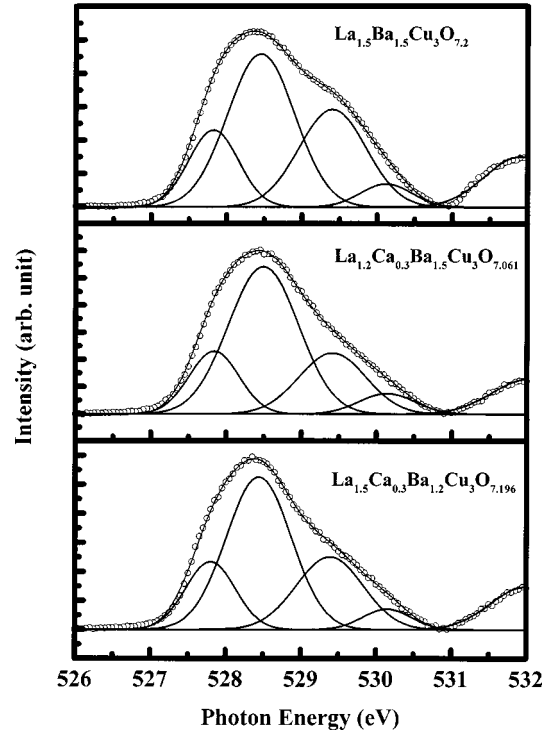 La1.5Ba1.5Cu3O7.2
La1.2Ca0.3Ba1.5Cu3O7.061
La1.5Ca0.3Ba1.2Cu3O7.196
Intensity (arb. unit)
526 527 528 529 530 531 532
Photon Energy (eV)